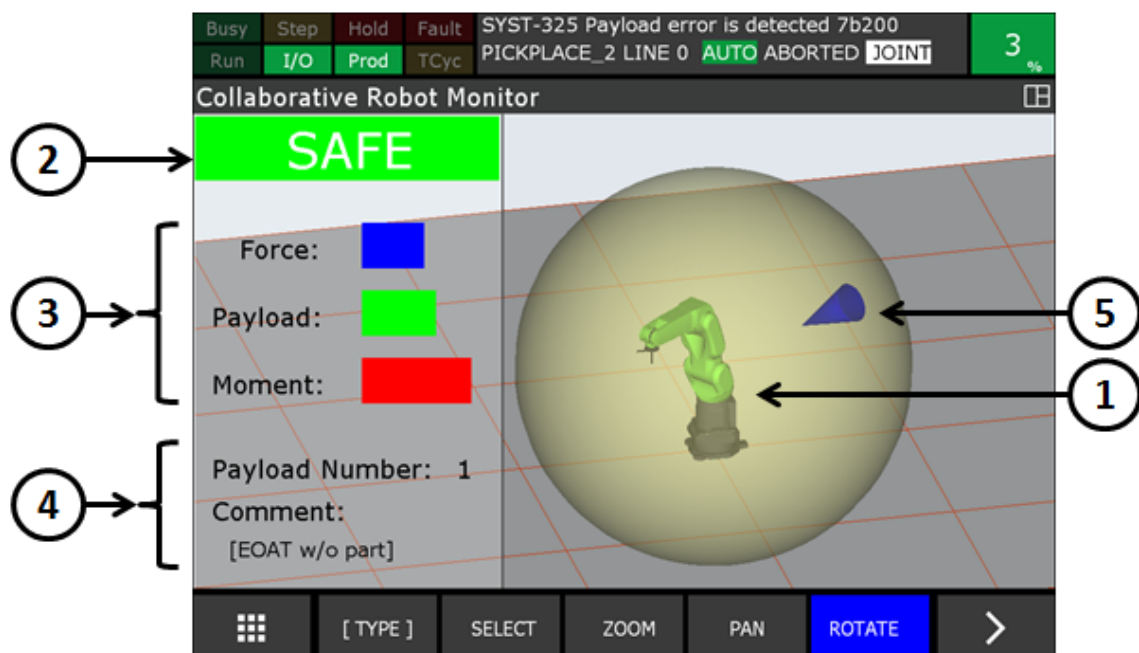 Busy Step Hold Fault SYST-325 Payload error is detected 7b200
Run I/O Prod TCyc PICKPLACE_2 LINE 0 AUTO ABORTED JOINT
3 %
Collaborative Robot Monitor
2
SAFE
Force:
5
3
Payload:
Moment:
1
Payload Number: 1
4
Comment:
[EOAT w/o part]
[ TYPE ] SELECT ZOOM PAN ROTATE